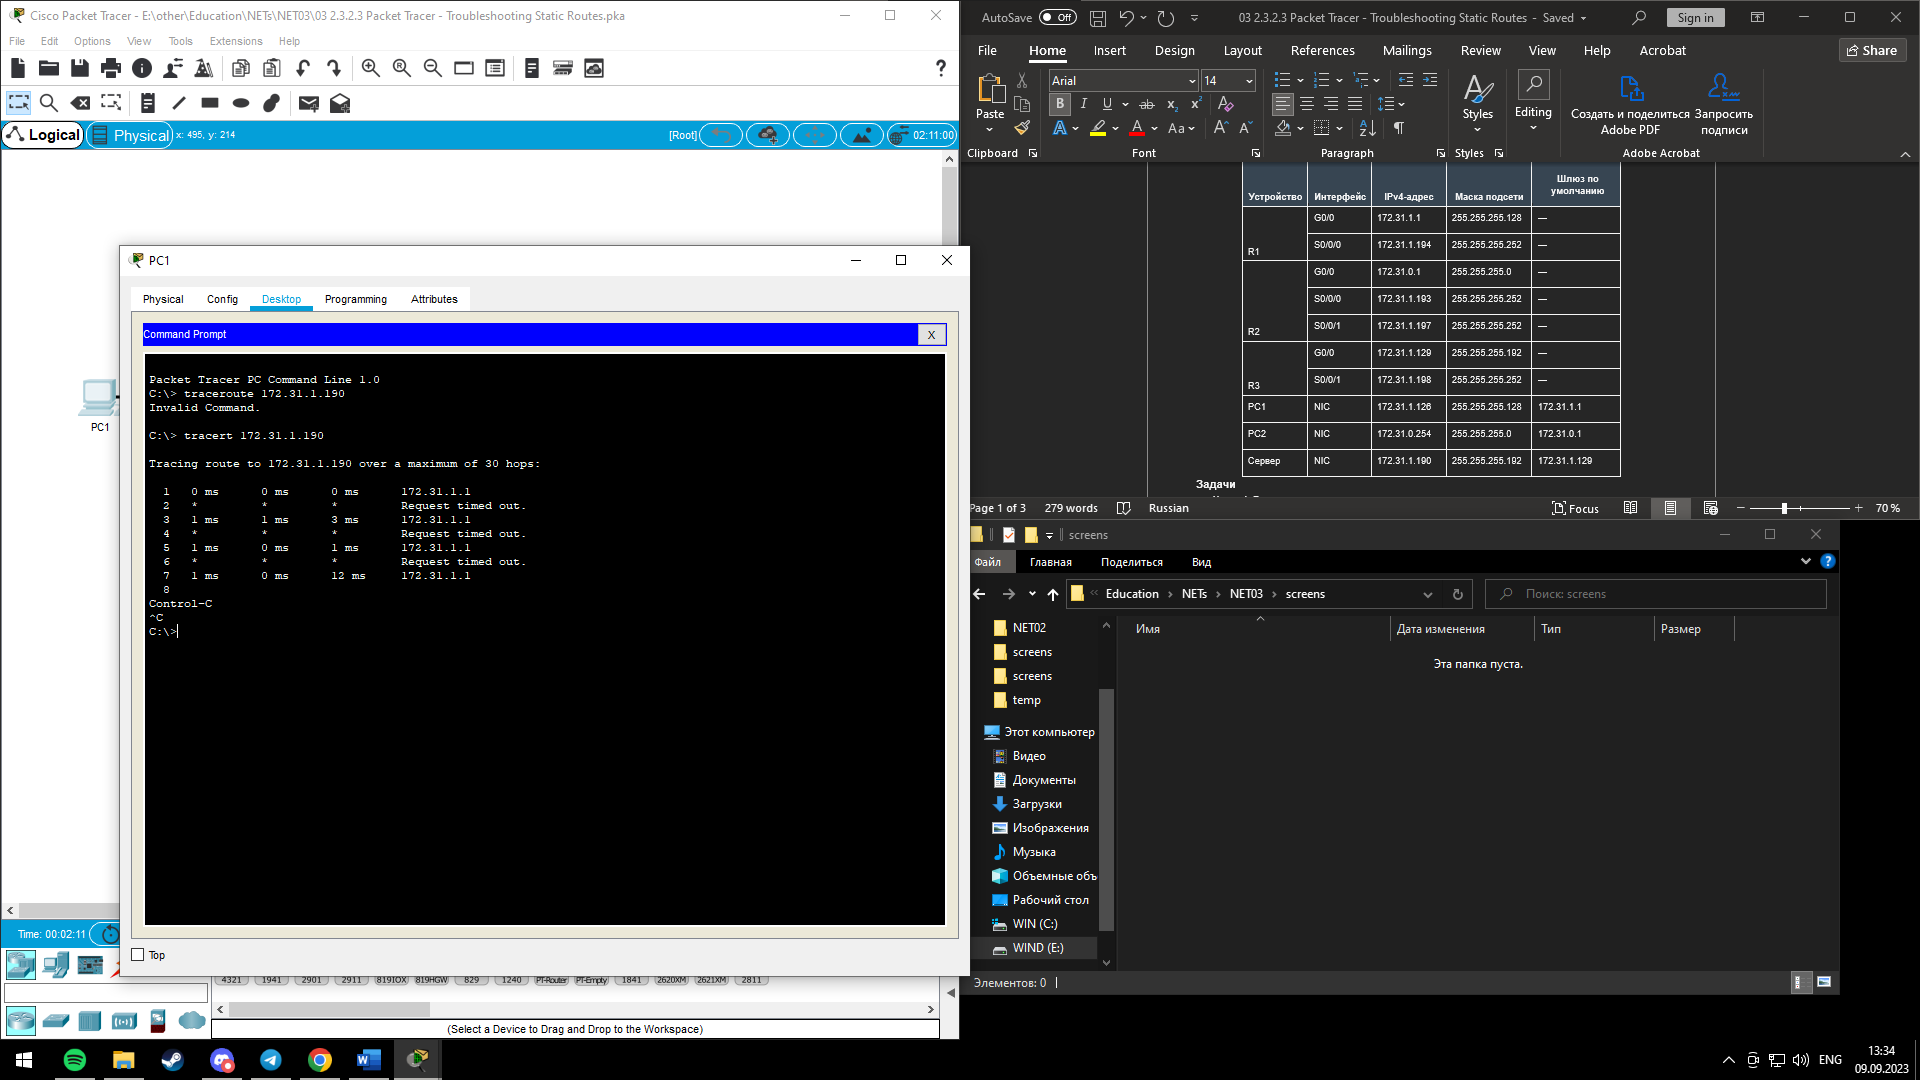 Cisco Packet Tracer - E:\other\Education\NETs\NET03\03 2.3.2.3 Packet Tracer - Troubleshooting Static Routes.pka
File Edit Options View Tools Extensions Help
Logical Physical x: 495, y: 214 [Root] 02:11:00
PC1
PC1
Physical Config Desktop Programming Attributes
Command Prompt X
Packet Tracer PC Command Line 1.0
C:\> traceroute 172.31.1.190
Invalid Command.
C:\> tracert 172.31.1.190
Tracing route to 172.31.1.190 over a maximum of 30 hops:
1 0 ms 0 ms 0 ms 172.31.1.1
2 * * * Request timed out.
3 1 ms 1 ms 3 ms 172.31.1.1
4 * * * Request timed out.
5 1 ms 0 ms 1 ms 172.31.1.1
6 * * * Request timed out.
7 1 ms 0 ms 12 ms 172.31.1.1
8
Control-C
^C
C:\>
Top
Time: 00:02:11
4321 1941 2901 2911 819IOX 819HGW 829 1240 PT-Router PT-Empty 1841 2620XM 2621XM 2811
(Select a Device to Drag and Drop to the Workspace)
AutoSave Off 03 2.3.2.3 Packet Tracer - Troubleshooting Static Routes - Saved Sign in
File Home Insert Design Layout References Mailings Review View Help Acrobat Share
Paste Arial 14 Styles Editing Создать и поделиться Adobe PDF Запросить подписи
Clipboard Font Paragraph Styles Adobe Acrobat
Устройство Интерфейс IPv4-адрес Маска подсети Шлюз по умолчанию
R1 G0/0 172.31.1.1 255.255.255.128 —
S0/0/0 172.31.1.194 255.255.255.252 —
R2 G0/0 172.31.0.1 255.255.255.0 —
S0/0/0 172.31.1.193 255.255.255.252 —
S0/0/1 172.31.1.197 255.255.255.252 —
R3 G0/0 172.31.1.129 255.255.255.192 —
S0/0/1 172.31.1.198 255.255.255.252 —
PC1 NIC 172.31.1.126 255.255.255.128 172.31.1.1
PC2 NIC 172.31.0.254 255.255.255.0 172.31.0.1
Сервер NIC 172.31.1.190 255.255.255.192 172.31.1.129
Задачи
Page 1 of 3 279 words Russian Focus 70 %
screens
Файл Главная Поделиться Вид
Education NETs NET03 screens Поиск: screens
Имя Дата изменения Тип Размер
Эта папка пуста.
NET02
screens
screens
temp
Этот компьютер
Видео
Документы
Загрузки
Изображения
Музыка
Объемные объ
Рабочий стол
WIN (C:)
WIND (E:)
Элементов: 0
ENG 13:34
09.09.2023